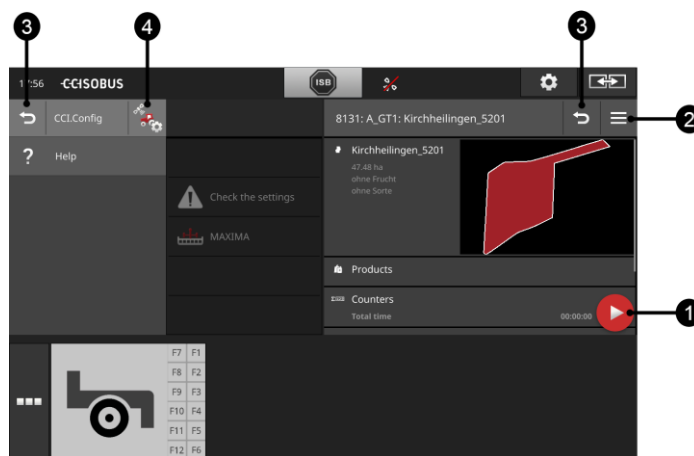 3
4
3
17:56
CCISOBUS
ISB
CCI.Config
8131: A_GT1: Kirchheilingen_5201
2
? Help
Kirchheilingen_5201
47.48 ha
ohne Frucht
ohne Sorte
Check the settings
MAXIMA
Products
Counters
Total time 00:00:00
1
F7 F1
F8 F2
F9 F3
F10 F4
F11 F5
F12 F6